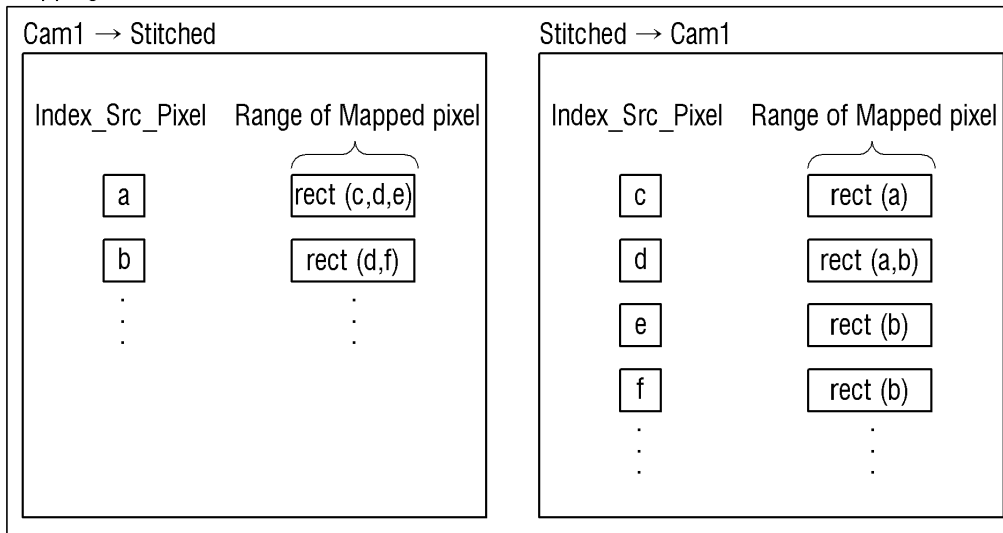 Cam1 → Stitched
Index_Src_Pixel Range of Mapped pixel
a rect (c,d,e)
b rect (d,f)
Stitched → Cam1
Index_Src_Pixel Range of Mapped pixel
c rect (a)
d rect (a,b)
e rect (b)
f rect (b)